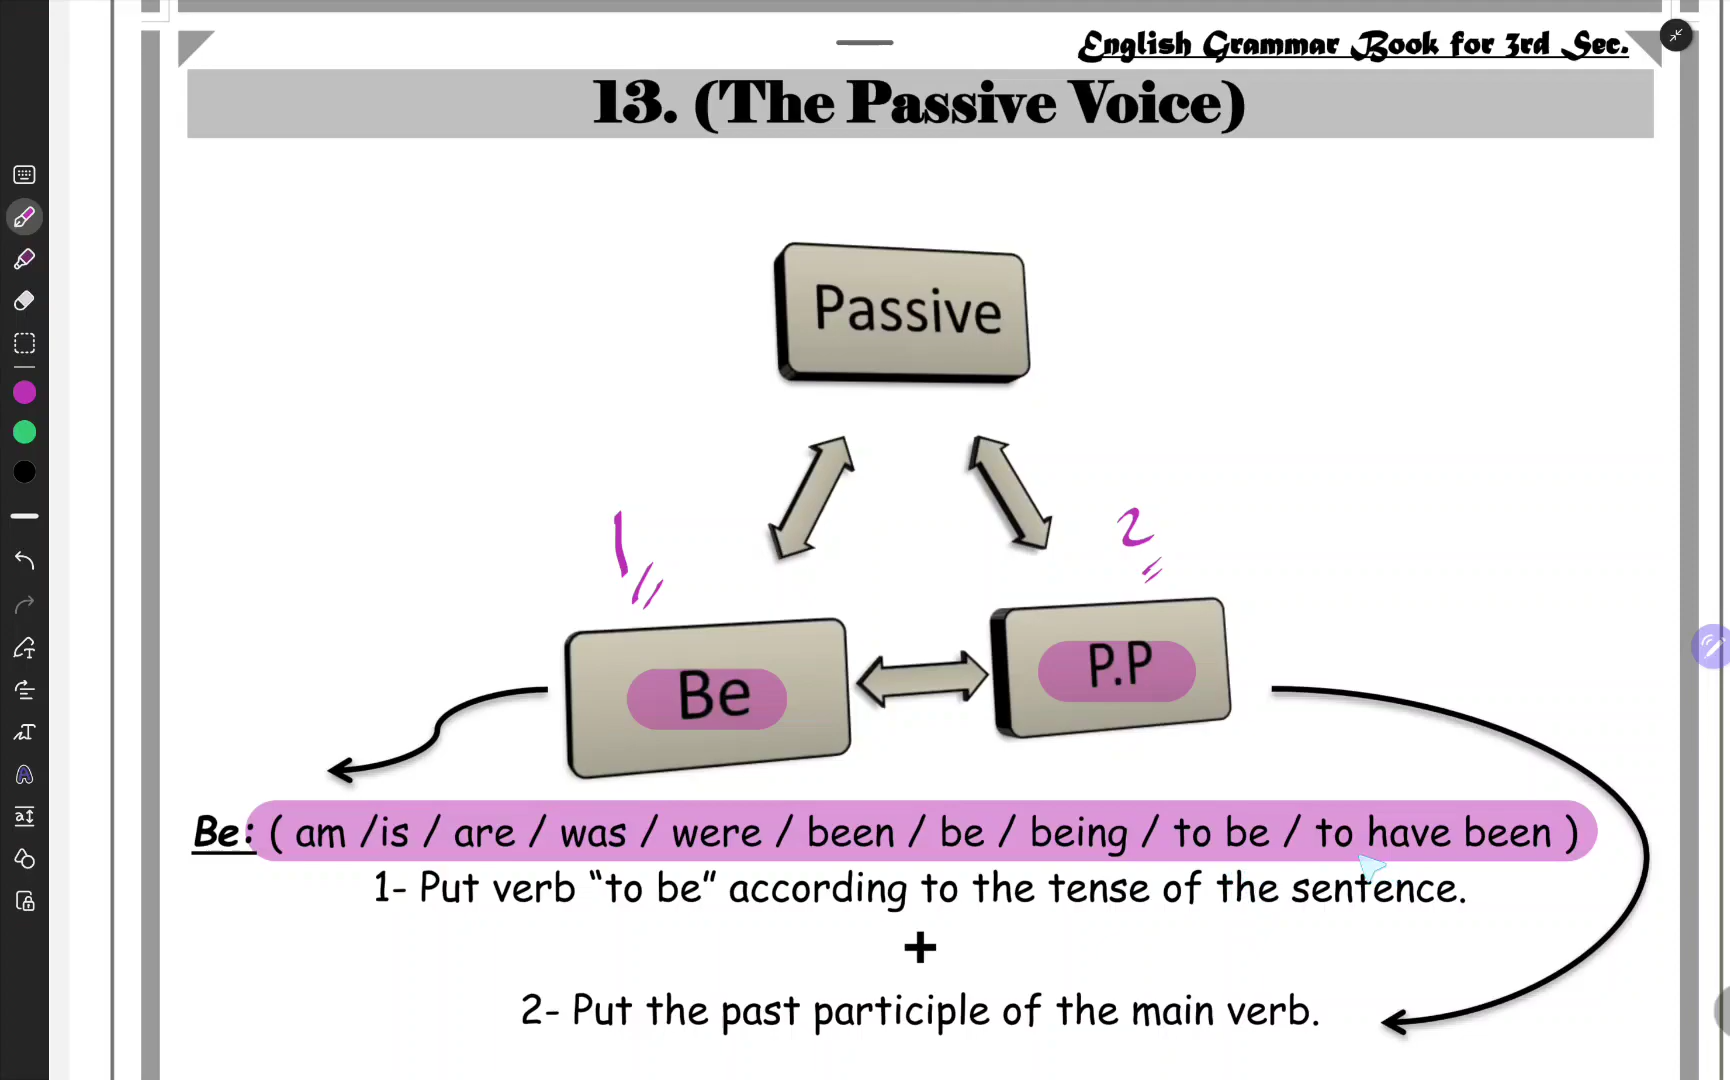 English Grammar Book for 3rd Sec.
13. (The Passive Voice)
Passive
1
2
Be
P.P
Be: ( am /is / are / was / were / been / be / being / to be / to have been )
1- Put verb “to be” according to the tense of the sentence.
+
2- Put the past participle of the main verb.